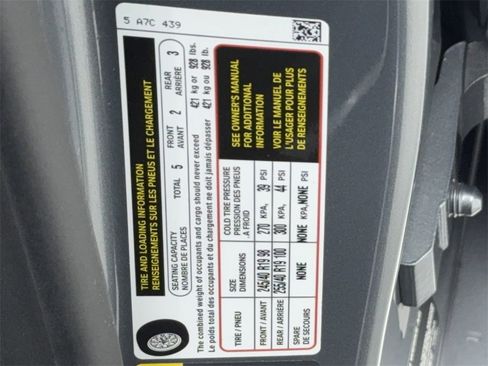 5 A7C 439
TIRE AND LOADING INFORMATION
RENSEIGNEMENTS SUR LES PNEUS ET LE CHARGEMENT
SEATING CAPACITY
NOMBRE DE PLACES
TOTAL 5
FRONT
AVANT 2
REAR
ARRIÈRE 3
The combined weight of occupants and cargo should never exceed 421 kg or 928 lbs.
Le poids total des occupants et du chargement ne doit jamais dépasser 421 kg ou 928 lb.
TIRE / PNEU
SIZE
DIMENSIONS
COLD TIRE PRESSURE
PRESSION DES PNEUS
À FROID
FRONT / AVANT 245/40 R19 98 270 KPA, 39 PSI
REAR / ARRIÈRE 255/40 R19 100 300 KPA, 44 PSI
SPARE
DE SECOURS NONE NONE KPA, NONE PSI
SEE OWNER'S MANUAL
FOR ADDITIONAL
INFORMATION
VOIR LE MANUEL DE
L'USAGER POUR PLUS
DE RENSEIGNEMENTS